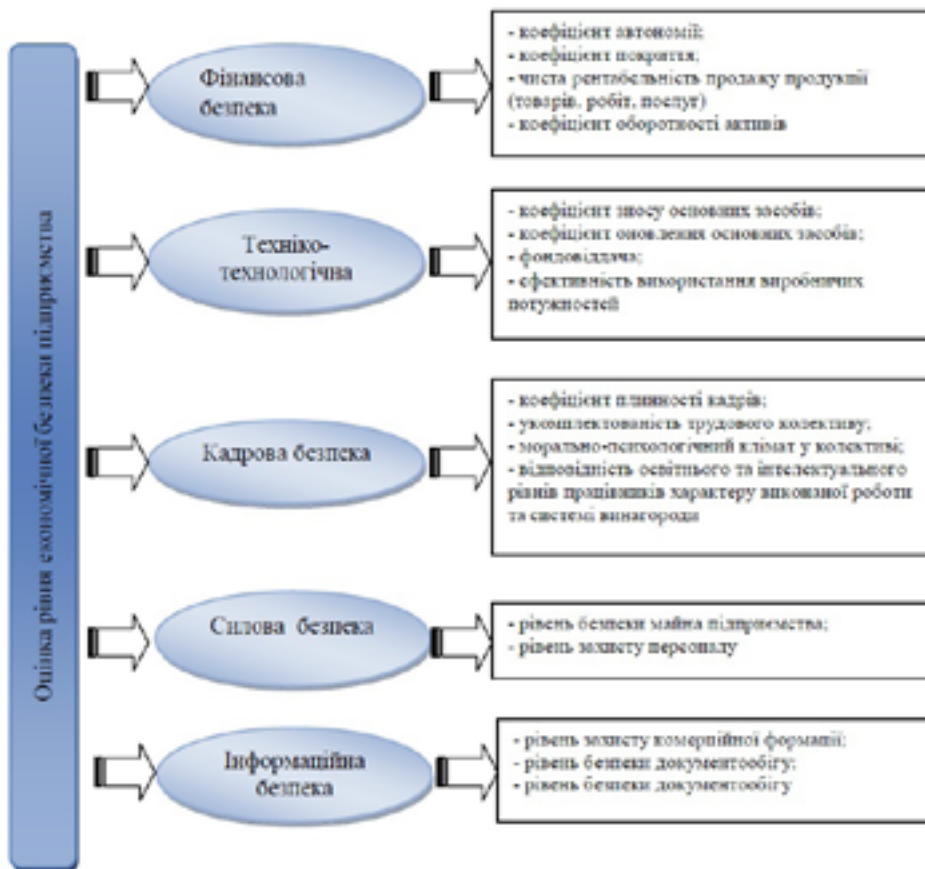 Оцінка рівня економічної безпеки підприємства
Фінансова
безпека
- коефіцієнт автономії;
- коефіцієнт покриття;
- чиста рентабельність продажу продукції
(товарів, робіт, послуг)
- коефіцієнт оборотності активів
Техніко-
технологічна
- коефіцієнт зносу основних засобів;
- коефіцієнт оновлення основних засобів;
- фондовіддача;
- ефективність використання виробничих
потужностей
Кадрова безпека
- коефіцієнт плинності кадрів;
- укомплектованість трудового колективу;
- морально-психологічний клімат у колективі;
- відповідність освітнього та інтелектуального
рівнів працівників характеру виконаної роботи
та системі винагороди
Силова безпека
- рівень безпеки майна підприємства;
- рівень захисту персоналу
Інформаційна
безпека
- рівень захисту комерційної формації;
- рівень безпеки документообігу;
- рівень безпеки документообігу